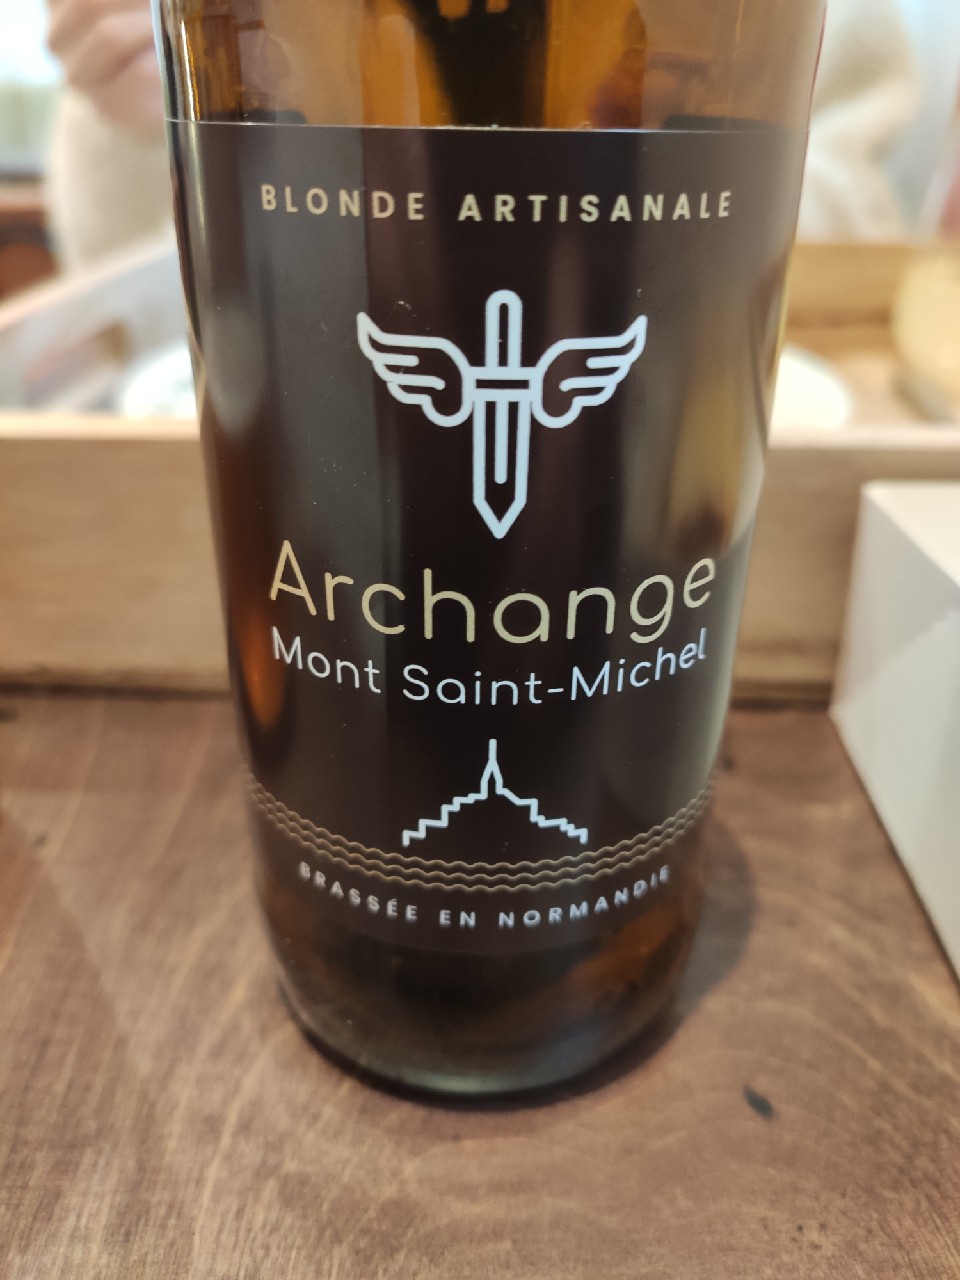 BLONDE ARTISANALE
Archange
Mont Saint-Michel
BRASSÉE EN NORMANDIE